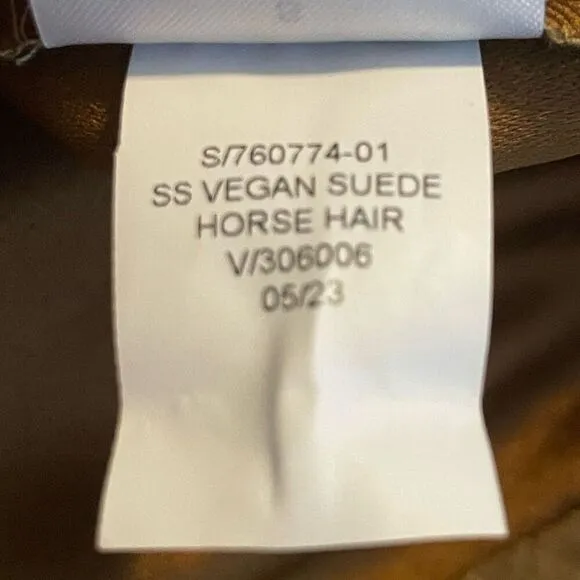 S/760774-01
SS VEGAN SUEDE
HORSE HAIR
V/306006
05/23